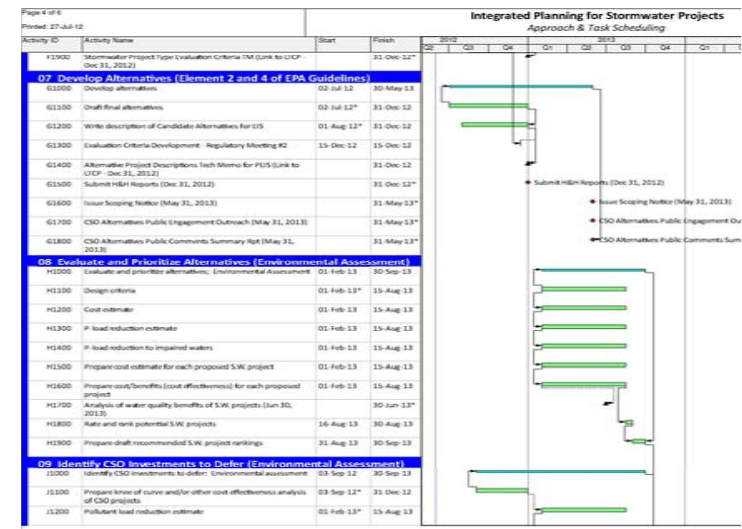 Page 4 of 6
Printed: 27-Jul-12
Integrated Planning for Stormwater Projects
Approach & Task Scheduling
Activity ID Activity Name Start Finish 2012 2013
Q2 Q3 Q4 Q1 Q2 Q3 Q4 Q1
F1900 Stormwater Project Type Evaluation Criteria TM (Link to LTCP - 31-Dec-12*
Dec 31, 2012)
07 Develop Alternatives (Element 2 and 4 of EPA Guidelines)
G1000 Develop alternatives 02-Jul-12 30-May-13
G1100 Draft final alternatives 02-Jul-12* 31-Dec-12
G1200 Write description of Candidate Alternatives for EIS 01-Aug-12* 31-Dec-12
G1300 Evaluation Criteria Development - Regulatory Meeting #2 15-Dec-12 15-Dec-12
G1400 Alternative Project Descriptions Tech Memo for PEIS (Link to 31-Dec-12
LTCP - Dec 31, 2012)
G1500 Submit H&H Reports (Dec 31, 2012) 31-Dec-12* Submit H&H Reports (Dec 31, 2012)
G1600 Issue Scoping Notice (May 31, 2013) 31-May-13* Issue Scoping Notice (May 31, 2013)
G1700 CSO Alternatives Public Engagement Outreach (May 31, 2013) 31-May-13* CSO Alternatives Public Engagement Ou
G1800 CSO Alternatives Public Comments Summary Rpt (May 31, 31-May-13* CSO Alternatives Public Comments Sum
2013)
08 Evaluate and Prioritize Alternatives (Environmental Assessment)
H1000 Evaluate and prioritize alternatives; Environmental Assessment 01-Feb-13 30-Sep-13
H1100 Design criteria 01-Feb-13* 15-Aug-13
H1200 Cost estimate 01-Feb-13 15-Aug-13
H1300 P-load reduction estimate 01-Feb-13 15-Aug-13
H1400 P-load reduction to impaired waters 01-Feb-13 15-Aug-13
H1500 Prepare cost estimate for each proposed S.W. project 01-Feb-13 15-Aug-13
H1600 Prepare cost/benefits (cost effectiveness) for each proposed 01-Feb-13 15-Aug-13
project
H1700 Analysis of water quality benefits of S.W. projects (Jun 30, 30-Jun-13*
2013)
H1800 Rate and rank potential S.W. projects 16-Aug-13 30-Aug-13
H1900 Prepare draft recommended S.W. project rankings 31-Aug-13 30-Sep-13
09 Identify CSO Investments to Defer (Environmental Assessment)
J1000 Identify CSO investments to defer; Environmental assessment 03-Sep-12 30-Sep-13
J1100 Prepare knee of curve and/or other cost effectiveness analysis 03-Sep-12* 31-Dec-12
of CSO projects
J1200 Pollutant load reduction estimate 01-Feb-13* 15-Aug-13